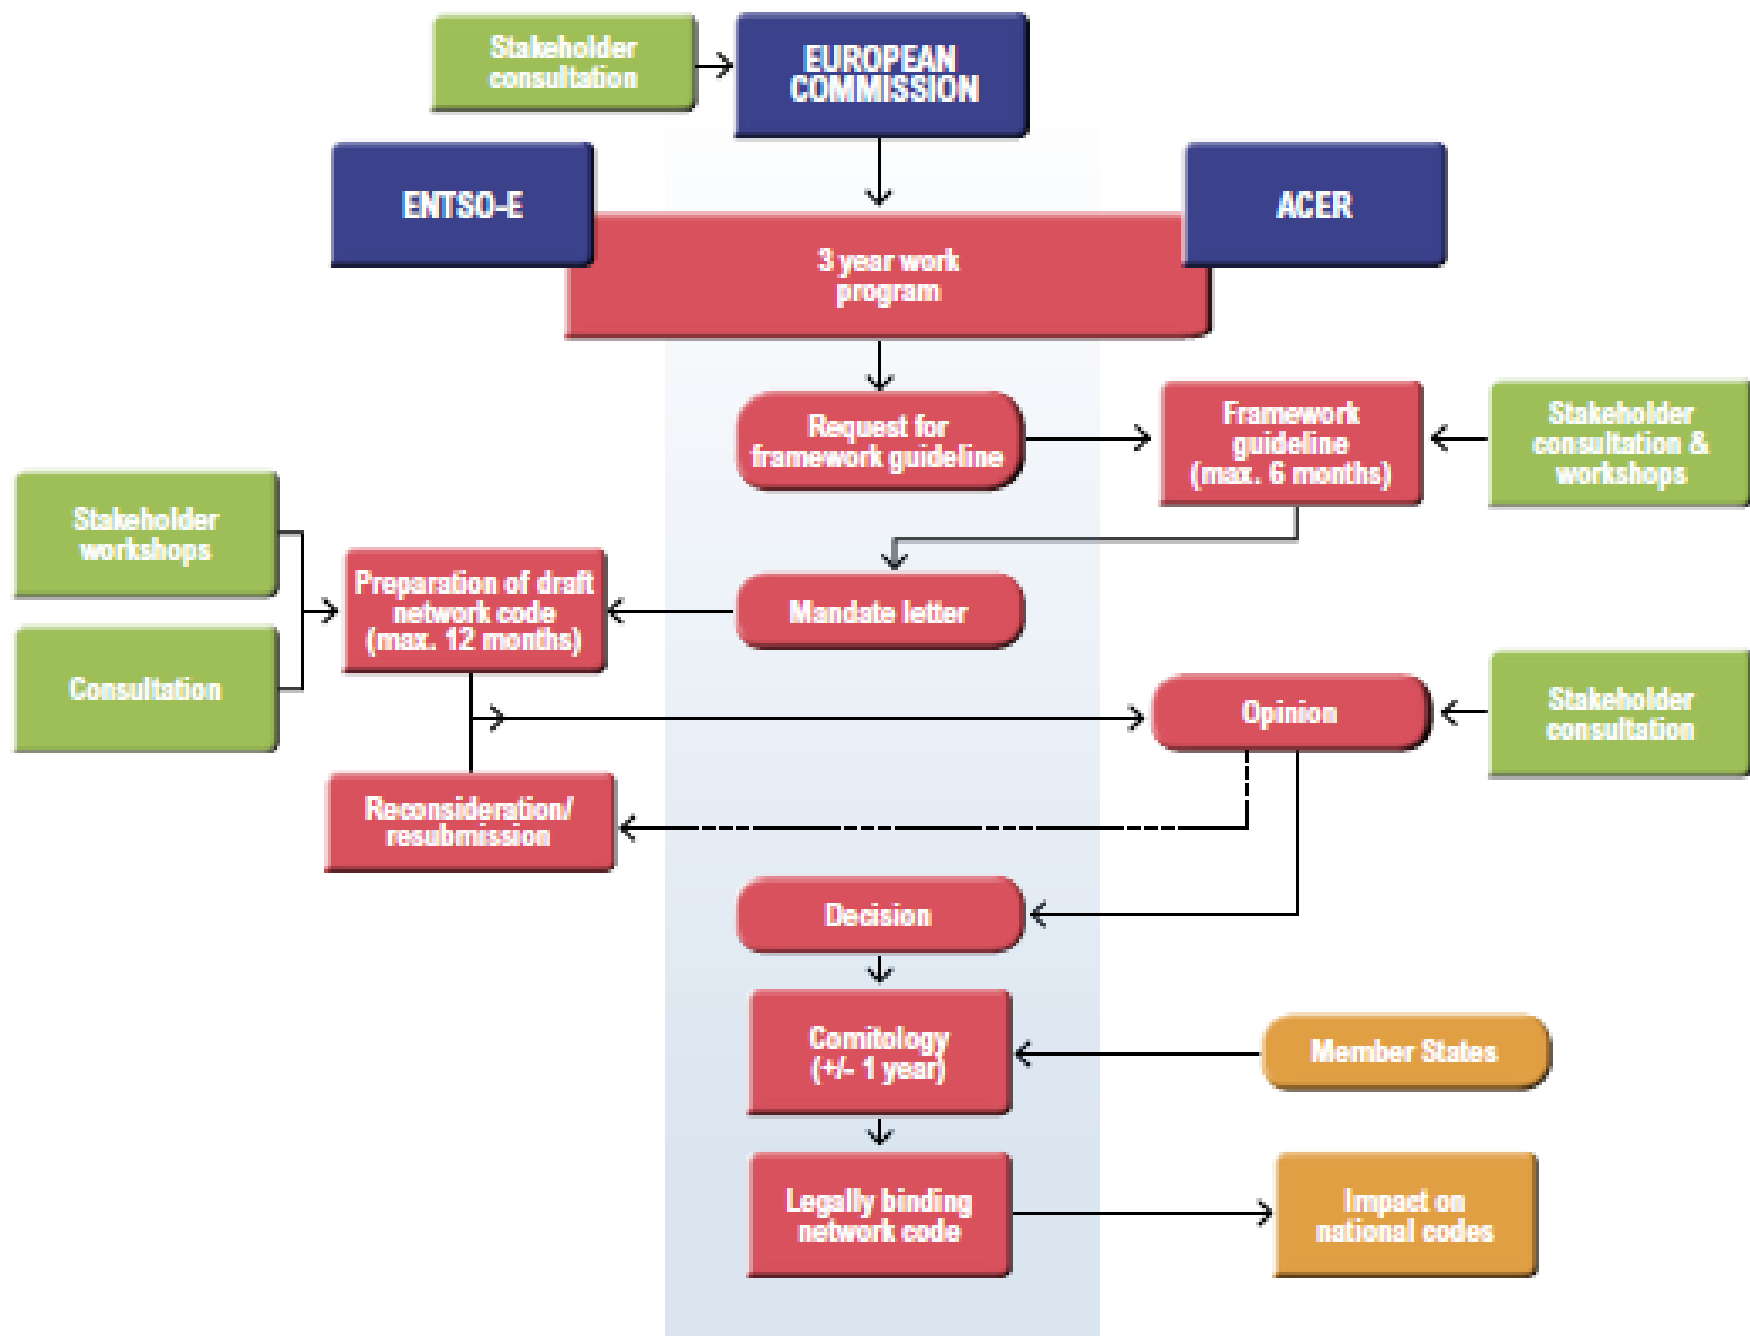 Stakeholder
consultation
EUROPEAN
COMMISSION
ENTSO-E
ACER
3 year work
program
Request for
framework guideline
Framework
guideline
(max. 6 months)
Stakeholder
consultation &
workshops
Stakeholder
workshops
Preparation of draft
network code
(max. 12 months)
Mandate letter
Consultation
Opinion
Stakeholder
consultation
Reconsideration/
resubmission
Decision
Comitology
(+/- 1 year)
Member States
Legally binding
network code
Impact on
national codes